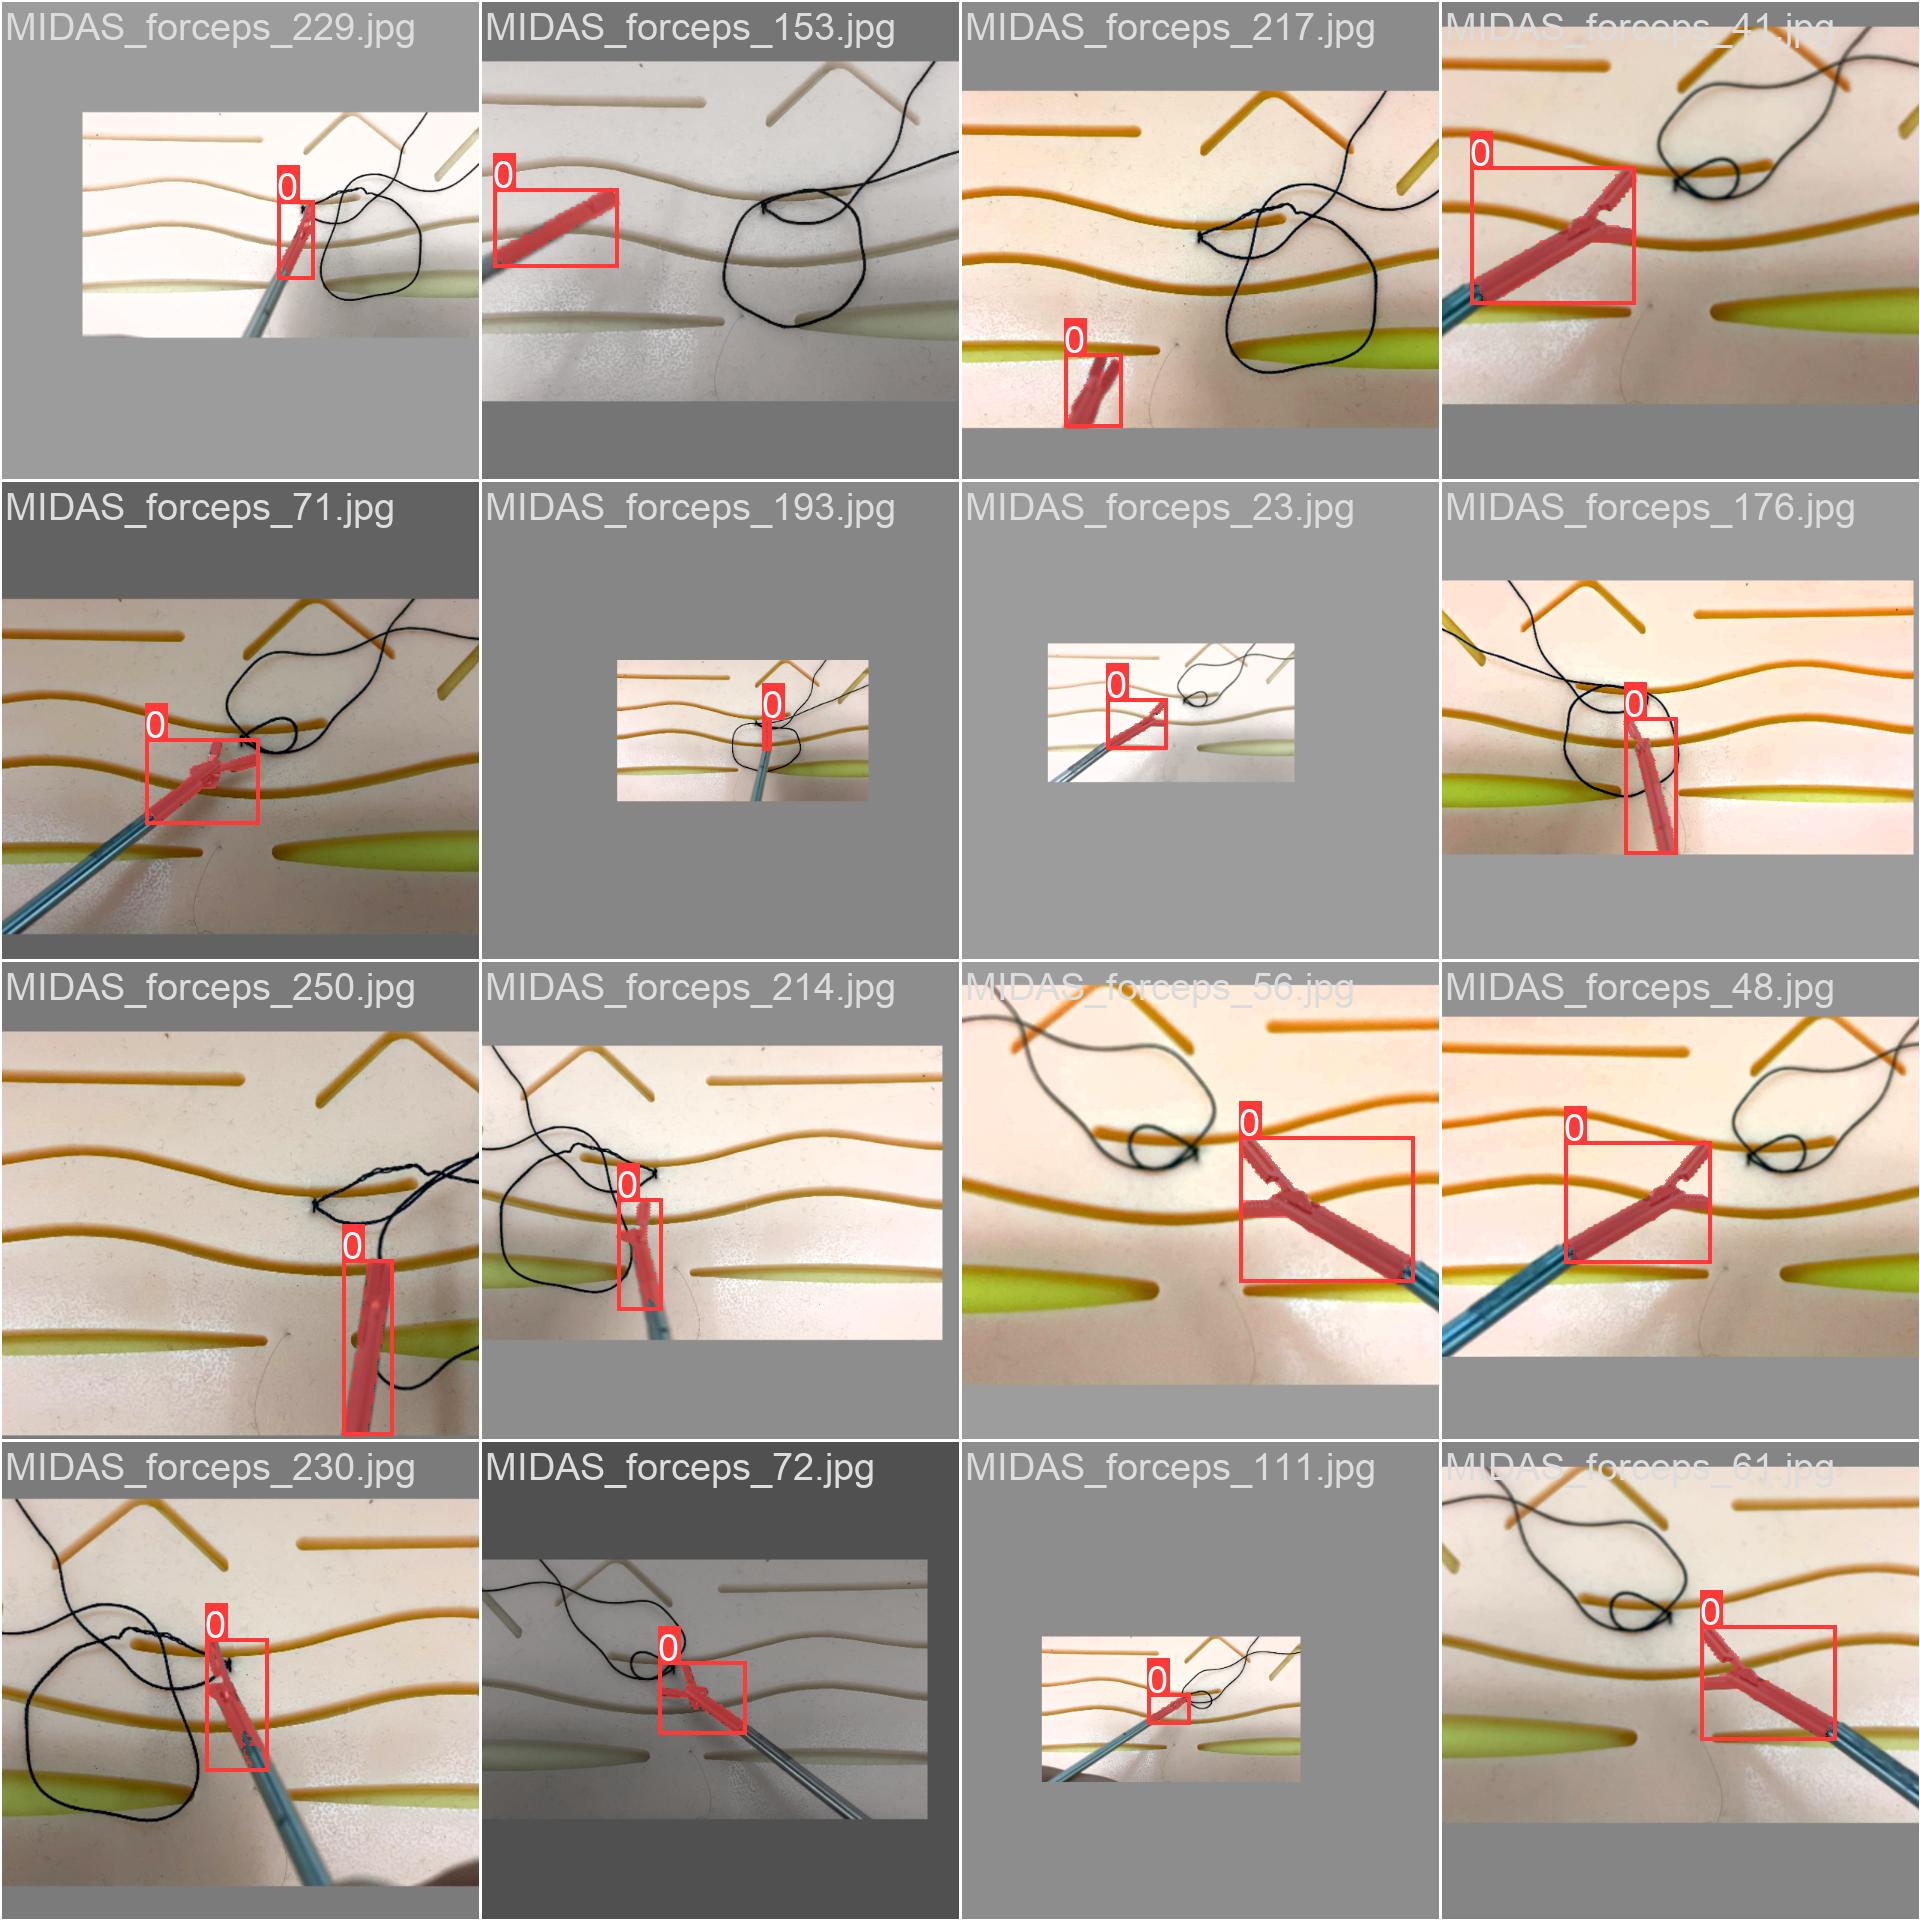 MIDAS_forceps_229.jpg
MIDAS_forceps_153.jpg
MIDAS_forceps_217.jpg
MIDAS_forceps_41.jpg
0
0
0
0
MIDAS_forceps_71.jpg
MIDAS_forceps_193.jpg
MIDAS_forceps_23.jpg
MIDAS_forceps_176.jpg
0
0
0
0
MIDAS_forceps_250.jpg
MIDAS_forceps_214.jpg
MIDAS_forceps_56.jpg
MIDAS_forceps_48.jpg
0
0
0
0
MIDAS_forceps_230.jpg
MIDAS_forceps_72.jpg
MIDAS_forceps_111.jpg
MIDAS_forceps_61.jpg
0
0
0
0